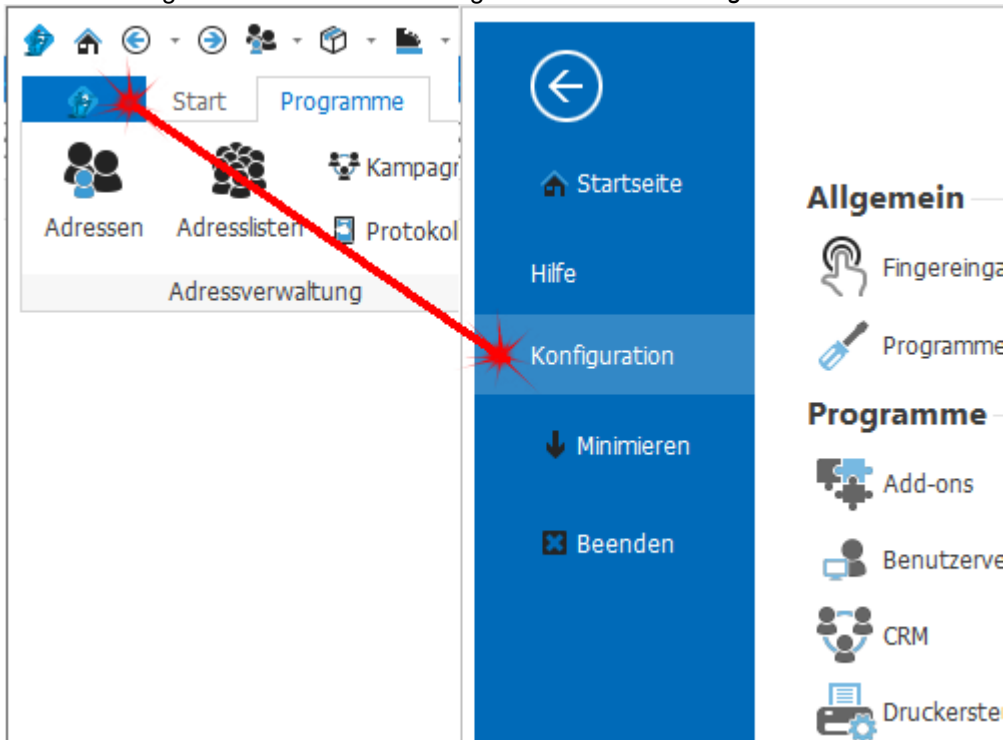 Start Programme
Adressen Adresslisten Kampagn
Protokol
Adressverwaltung
Startseite
Hilfe
Konfiguration
Minimieren
Beenden
Allgemein
Fingereinga
Programme
Programme
Add-ons
Benutzerve
CRM
Druckerste